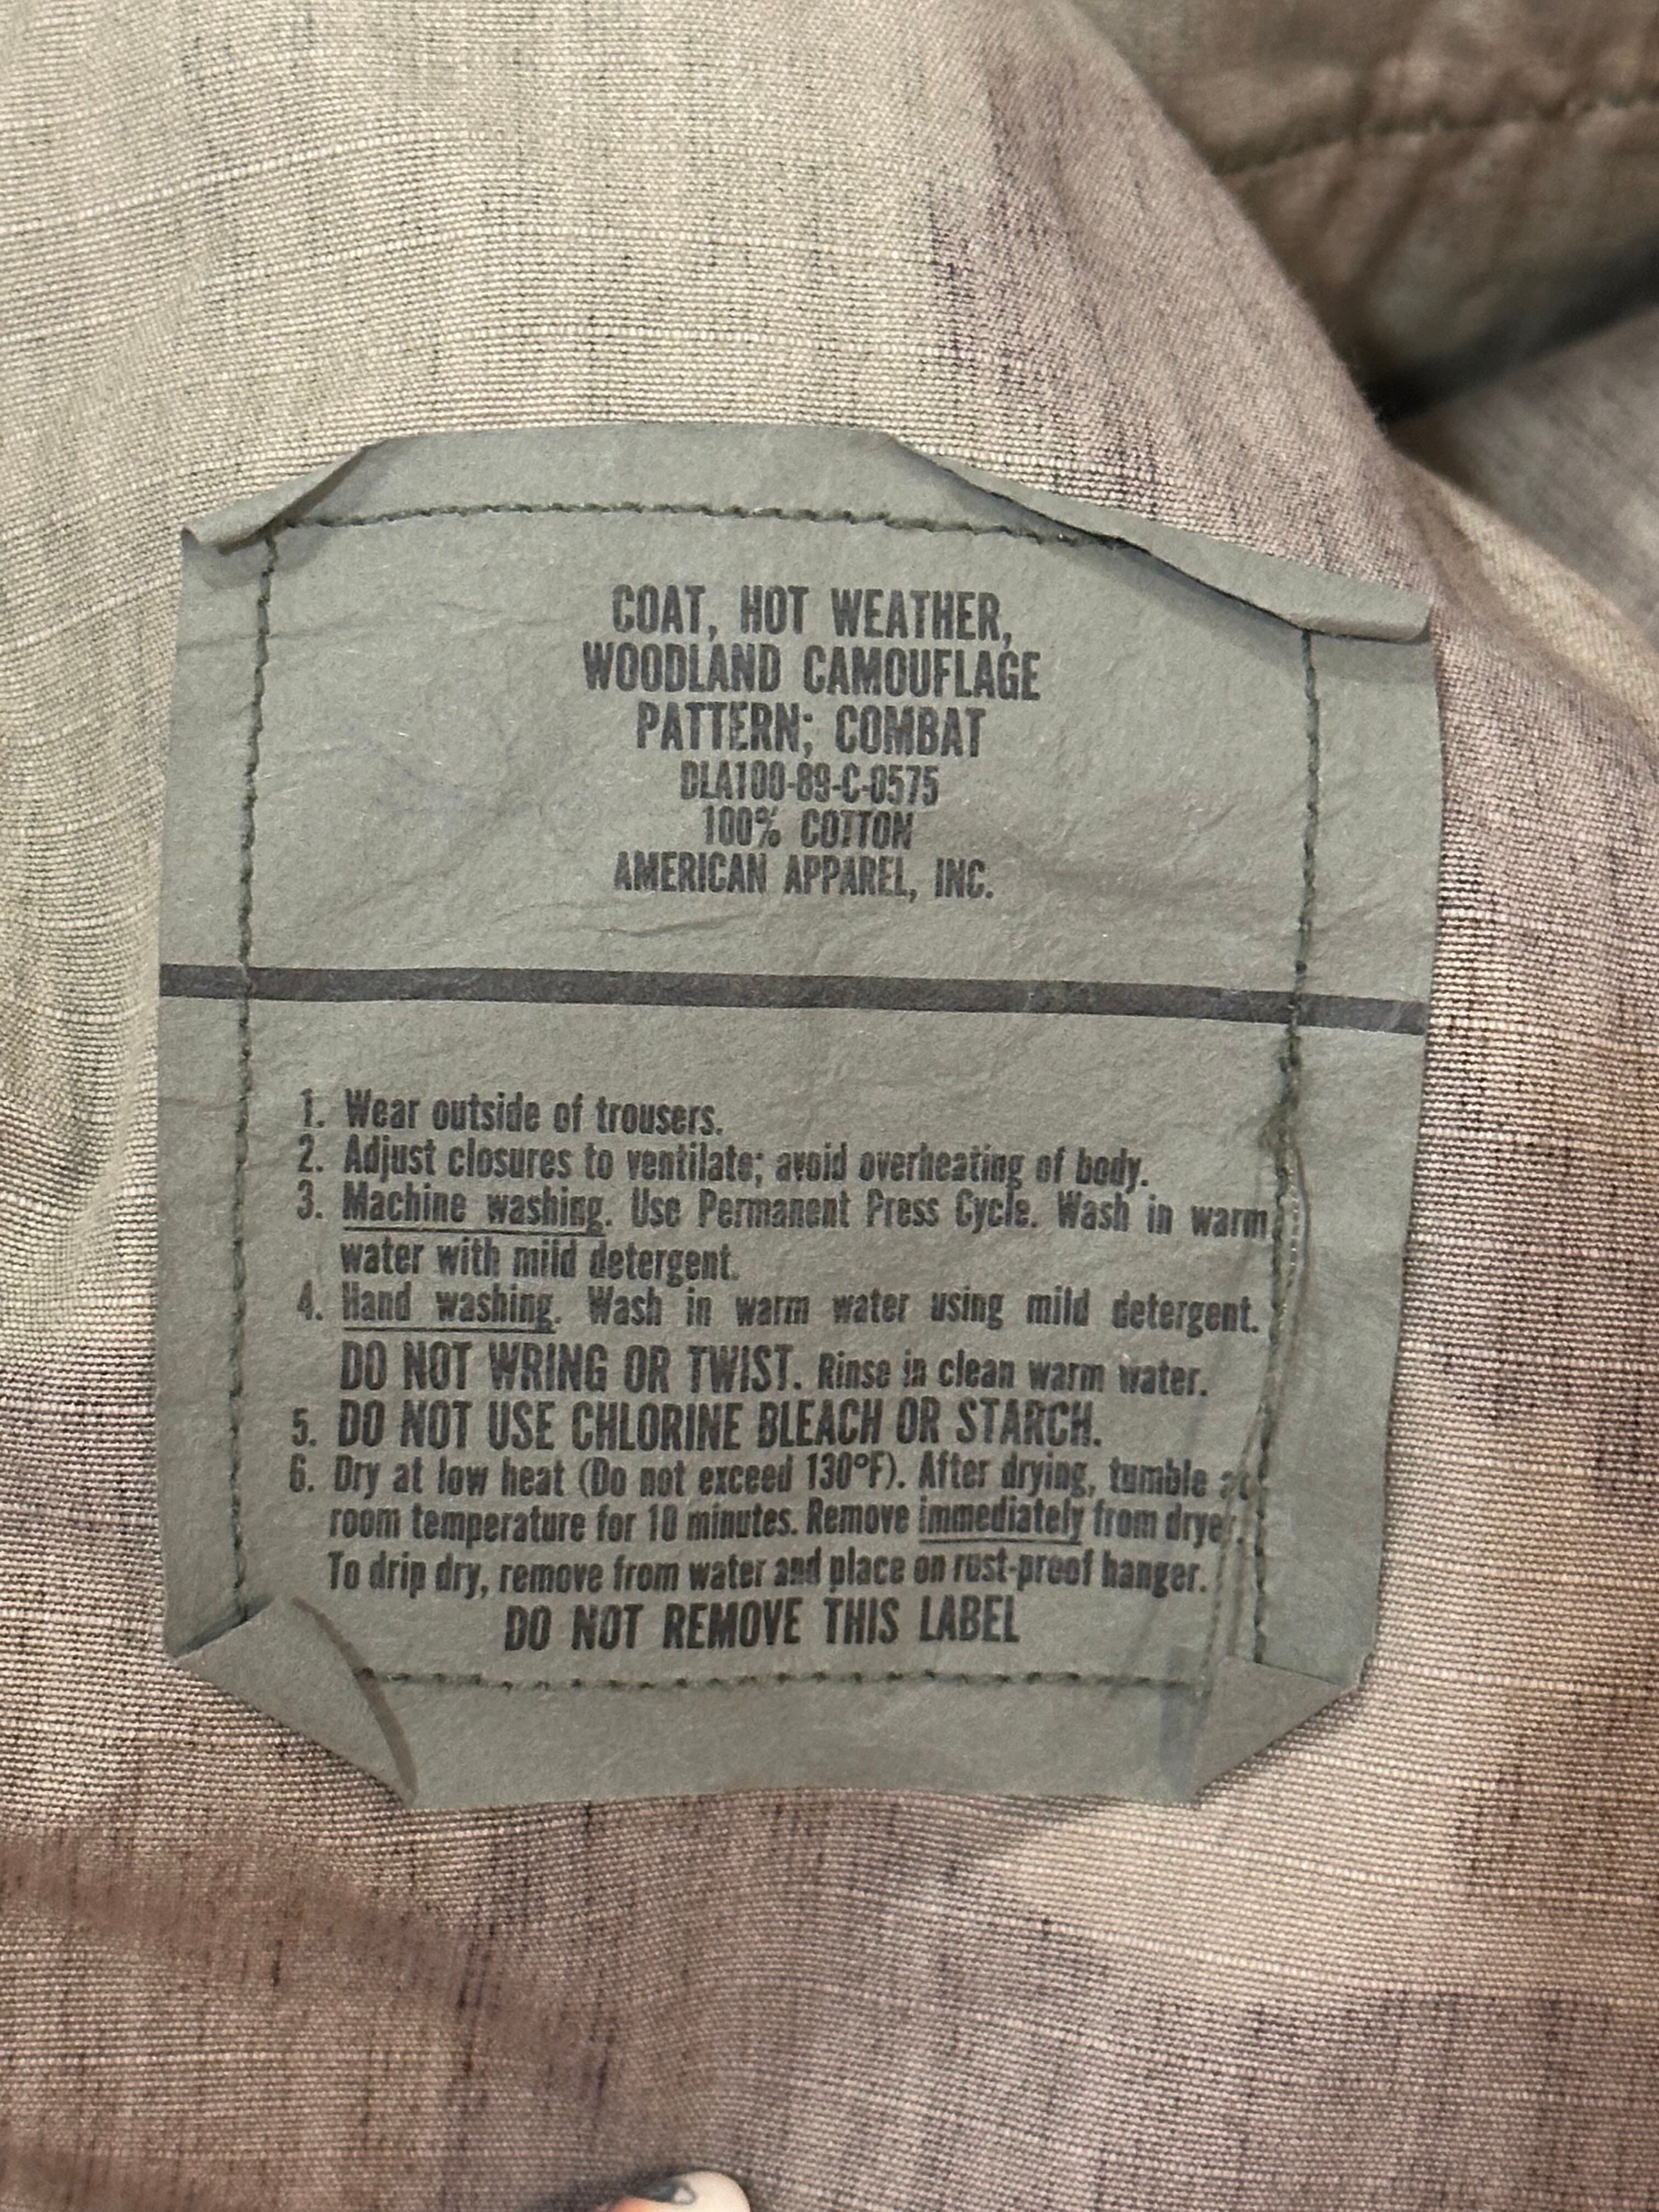 COAT, HOT WEATHER,
WOODLAND CAMOUFLAGE
PATTERN; COMBAT
DLA100-89-C-0575
100% COTTON
AMERICAN APPAREL, INC.
1. Wear outside of trousers.
2. Adjust closures to ventilate; avoid overheating of body.
3. Machine washing. Use Permanent Press Cycle. Wash in warm
water with mild detergent.
4. Hand washing. Wash in warm water using mild detergent.
DO NOT WRING OR TWIST. Rinse in clean warm water.
5. DO NOT USE CHLORINE BLEACH OR STARCH.
6. Dry at low heat (Do not exceed 130°F). After drying, tumble at
room temperature for 10 minutes. Remove immediately from dryer.
To drip dry, remove from water and place on rust-proof hanger.
DO NOT REMOVE THIS LABEL